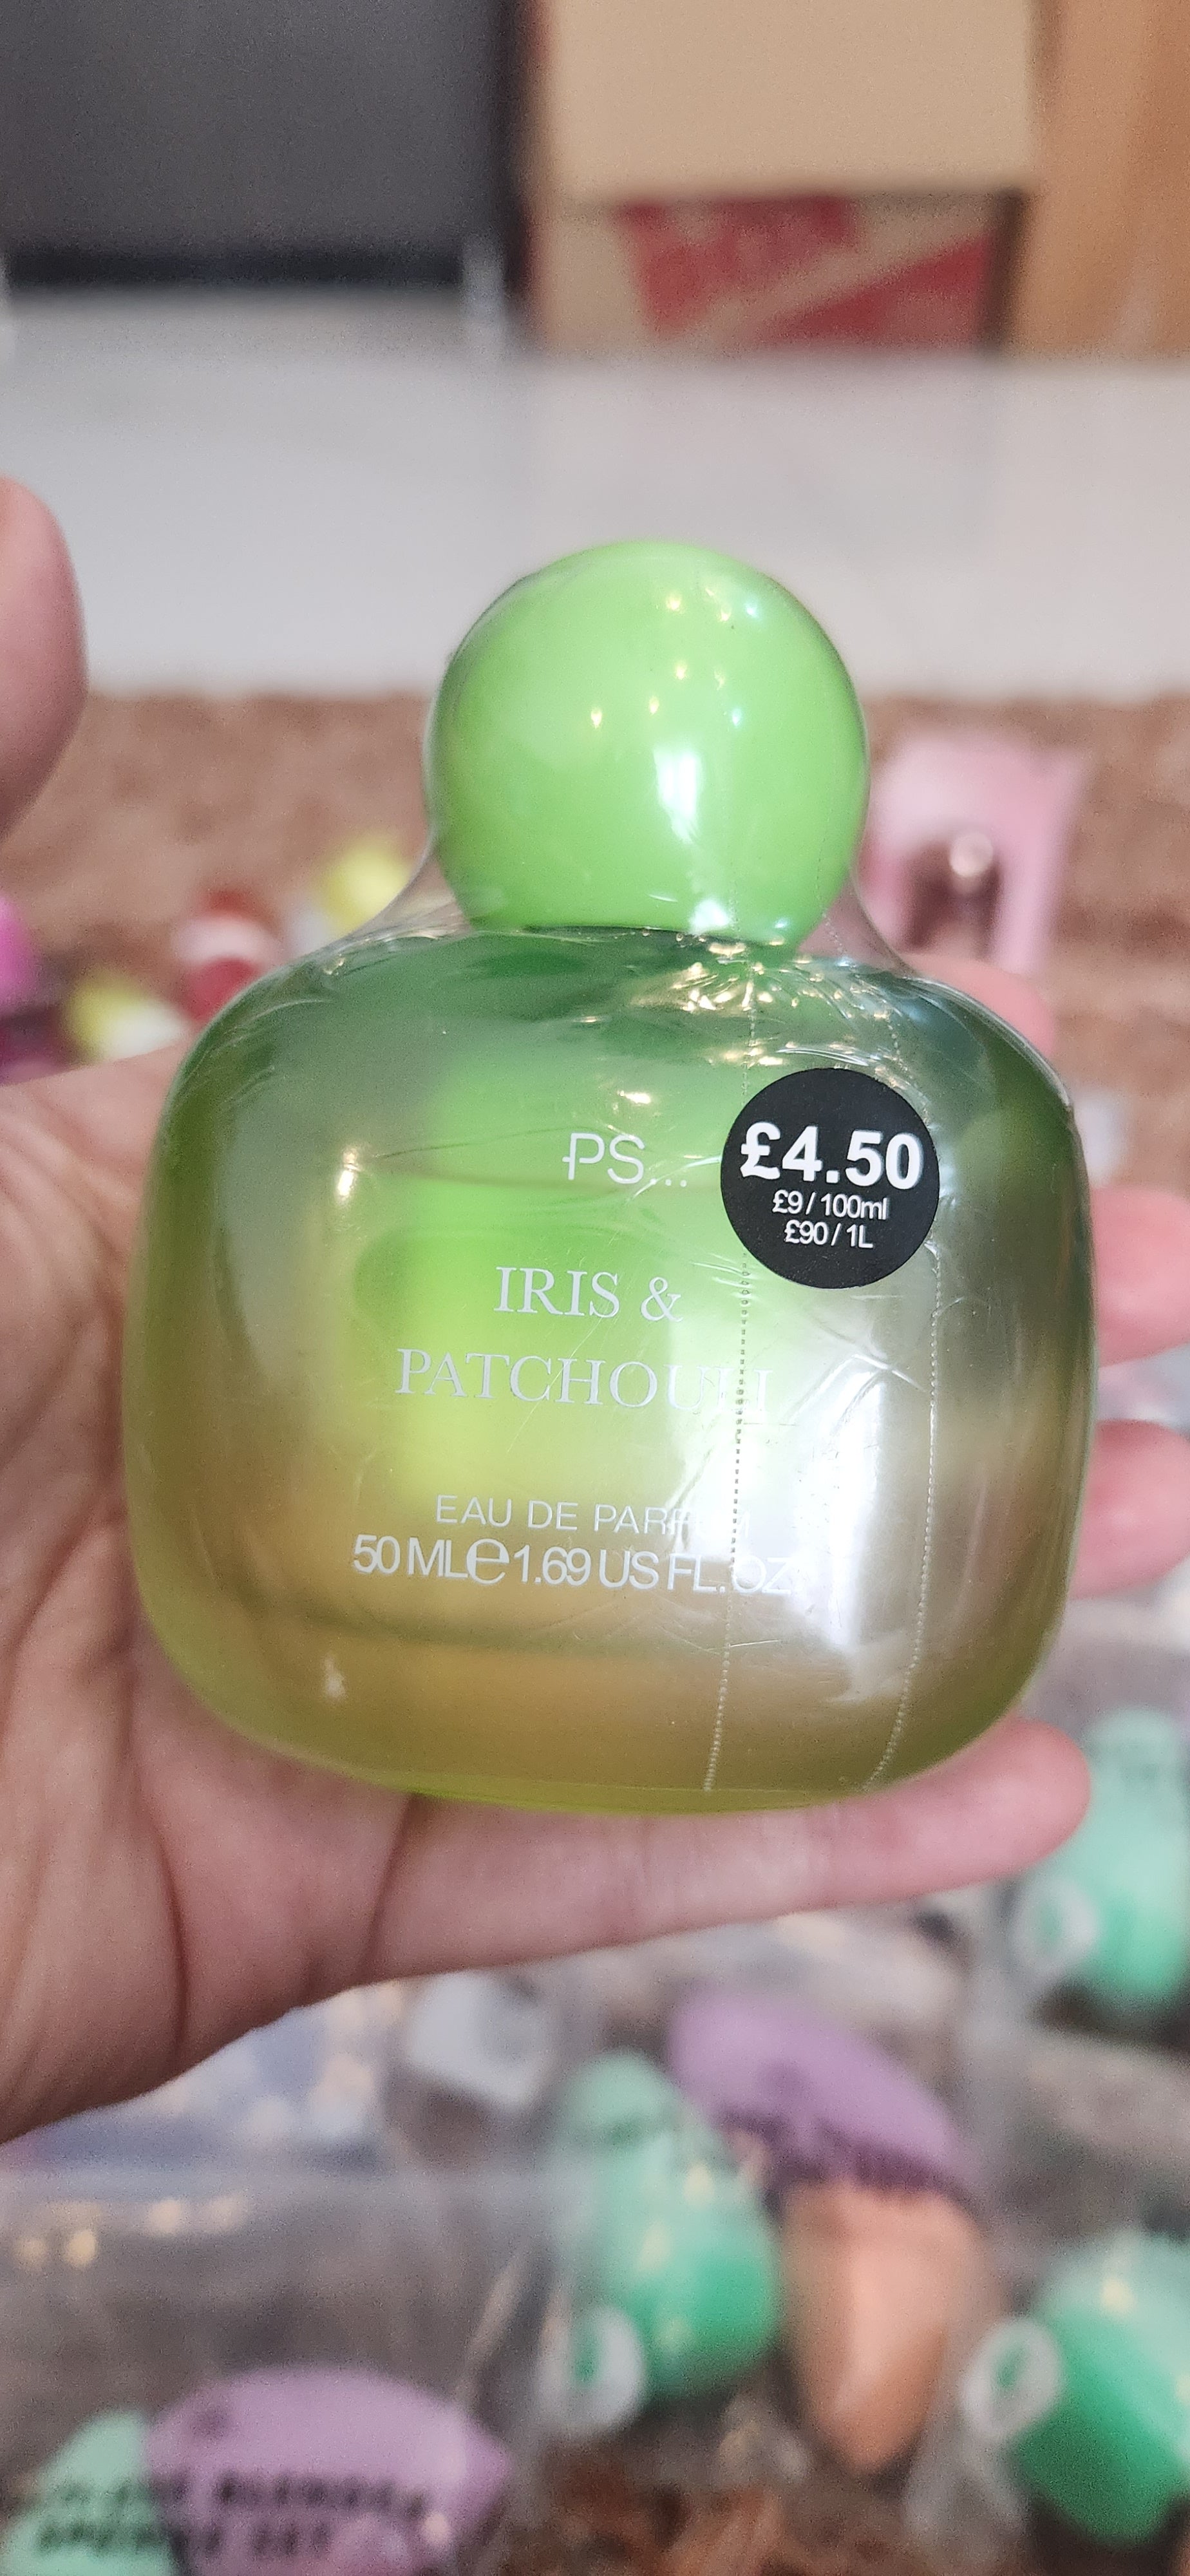 PS...
£4.50
£9 / 100ml
£90 / 1L
IRIS &
PATCHOULI
EAU DE PARFUM
50 ML e 1.69 US FL. OZ
BLENDER